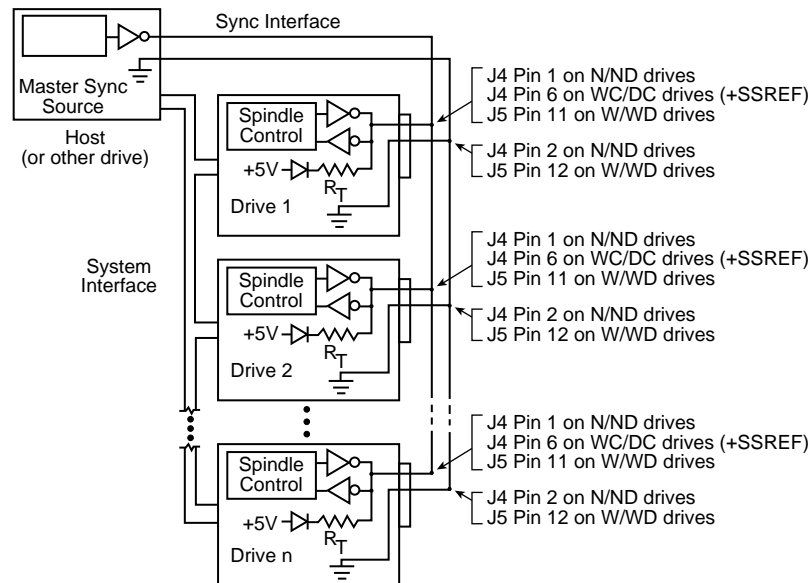 Sync Interface
Master Sync
Source
Host
(or other drive)
System
Interface
Spindle
Control
+5V
RT
Drive 1
J4 Pin 1 on N/ND drives
J4 Pin 6 on WC/DC drives (+SSREF)
J5 Pin 11 on W/WD drives
J4 Pin 2 on N/ND drives
J5 Pin 12 on W/WD drives
Spindle
Control
+5V
RT
Drive 2
J4 Pin 1 on N/ND drives
J4 Pin 6 on WC/DC drives (+SSREF)
J5 Pin 11 on W/WD drives
J4 Pin 2 on N/ND drives
J5 Pin 12 on W/WD drives
Spindle
Control
+5V
RT
Drive n
J4 Pin 1 on N/ND drives
J4 Pin 6 on WC/DC drives (+SSREF)
J5 Pin 11 on W/WD drives
J4 Pin 2 on N/ND drives
J5 Pin 12 on W/WD drives